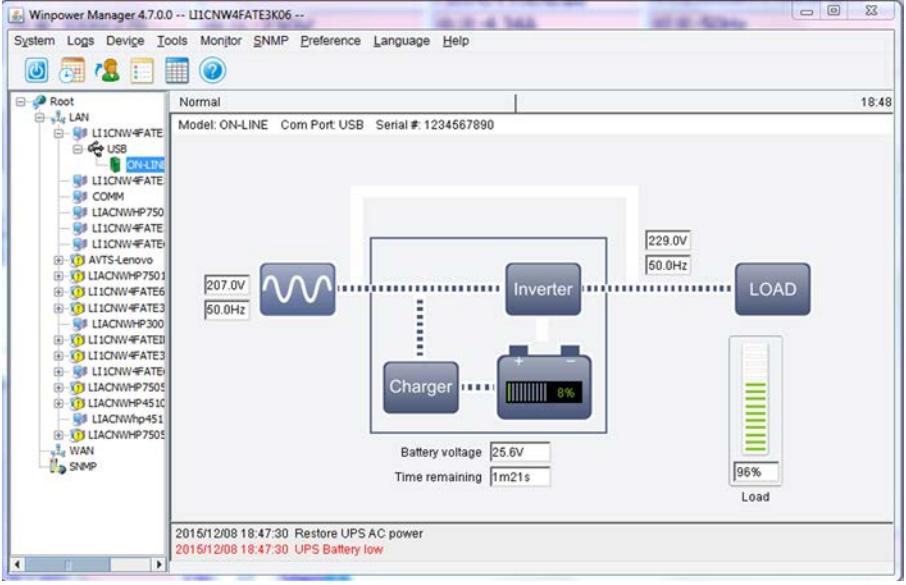 Winpower Manager 4.7.0.0 -- LI1CNW4FATE3K06 --
System Logs Device Tools Monitor SNMP Preference Language Help
Root
LAN
LI1CNW4FATE
USB
ON-LINE
LI1CNW4FATE
COMM
LIACNWHP750
LI1CNW4FATE
LI1CNW4FATE
AVTS-Lenovo
LIACNWHP7501
LI1CNW4FATE6
LI1CNW4FATE3
LIACNWHP300
LI1CNW4FATEII
LI1CNW4FATE3
LI1CNW4FATE
LIACNWHP7505
LIACNWHP4510
LIACNWhp451
LIACNWHP7505
WAN
SNMP
Normal 18:48
Model: ON-LINE Com Port: USB Serial #: 1234567890
229.0V
50.0Hz
207.0V
50.0Hz
Inverter
LOAD
Charger
+ −
8%
Battery voltage 25.6V
Time remaining 1m21s
96%
Load
2015/12/08 18:47:30 Restore UPS AC power
2015/12/08 18:47:30 UPS Battery low